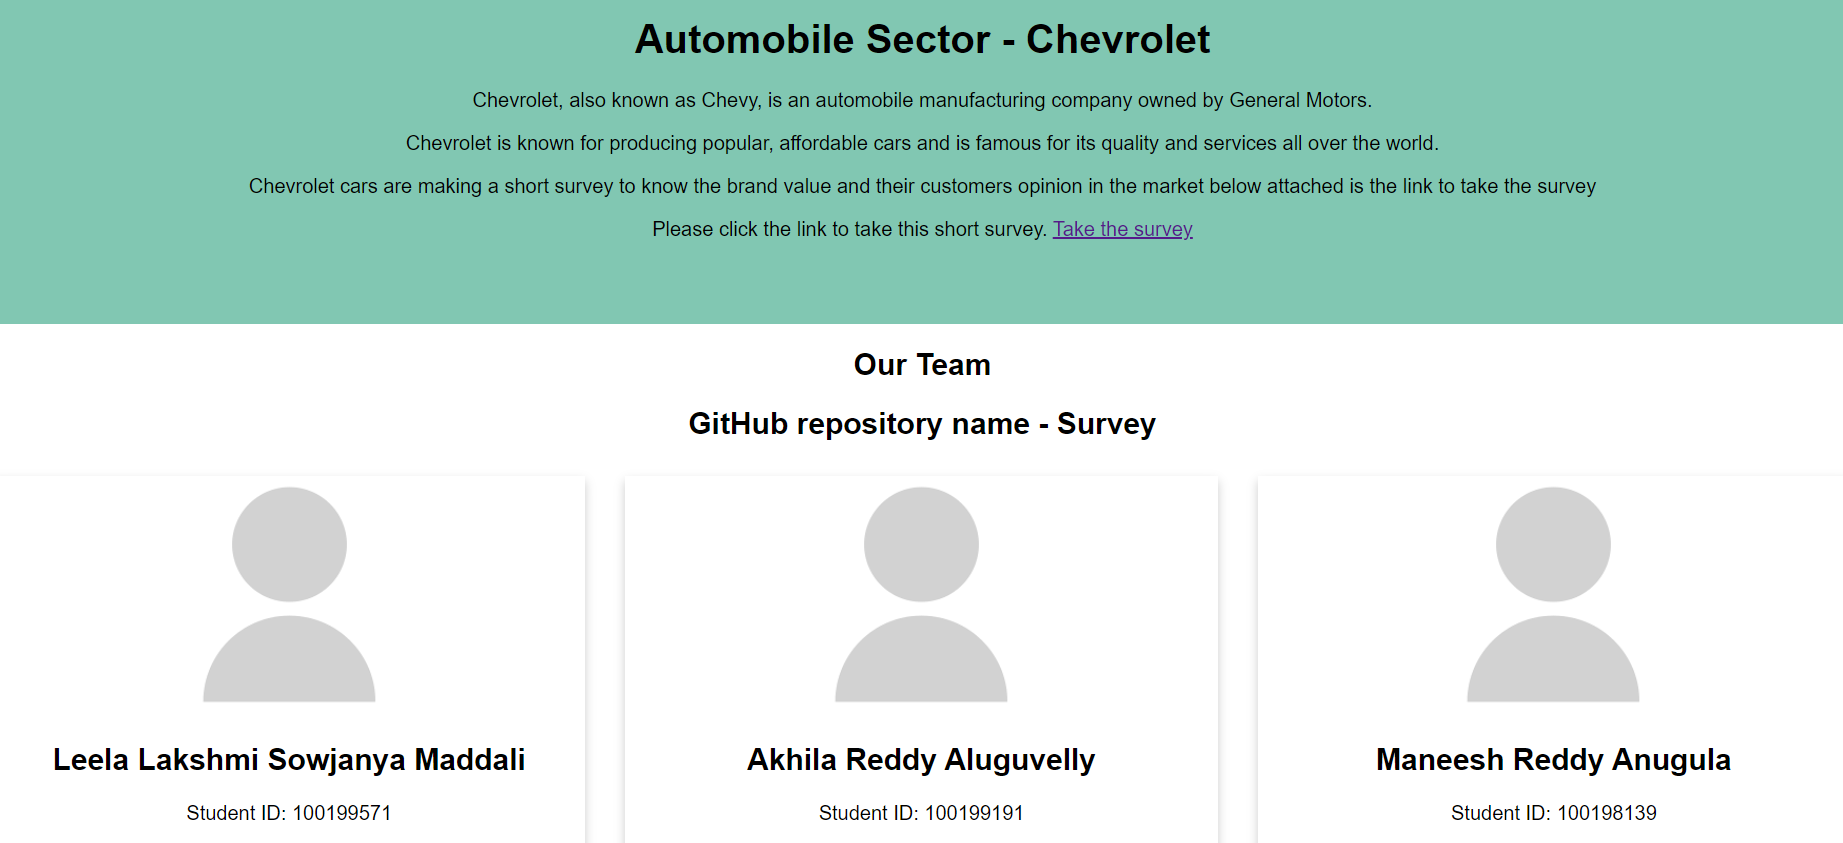 Automobile Sector - Chevrolet
Chevrolet, also known as Chevy, is an automobile manufacturing company owned by General Motors.
Chevrolet is known for producing popular, affordable cars and is famous for its quality and services all over the world.
Chevrolet cars are making a short survey to know the brand value and their customers opinion in the market below attached is the link to take the survey
Please click the link to take this short survey. Take the survey
Our Team
GitHub repository name - Survey
Leela Lakshmi Sowjanya Maddali
Student ID: 100199571
Akhila Reddy Aluguvelly
Student ID: 100199191
Maneesh Reddy Anugula
Student ID: 100198139